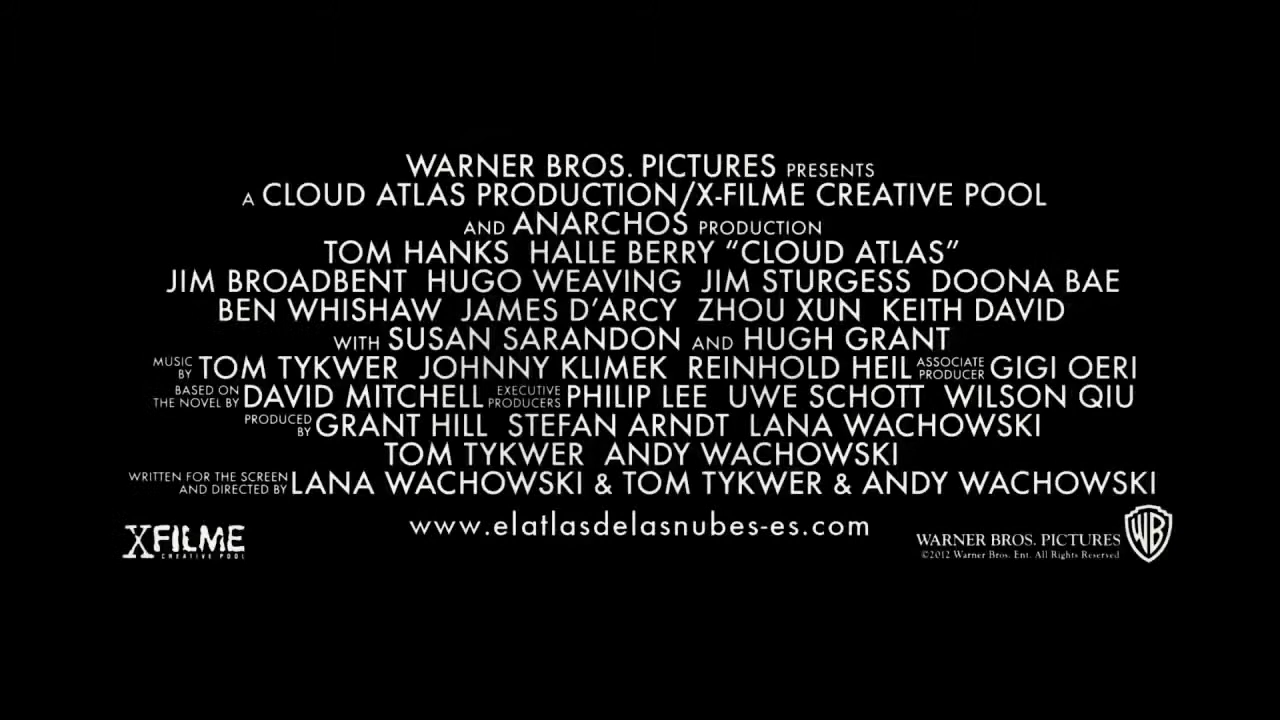 WARNER BROS. PICTURES PRESENTS
A CLOUD ATLAS PRODUCTION/X-FILME CREATIVE POOL
AND ANARCHOS PRODUCTION
TOM HANKS HALLE BERRY “CLOUD ATLAS”
JIM BROADBENT HUGO WEAVING JIM STURGESS DOONA BAE
BEN WHISHAW JAMES D’ARCY ZHOU XUN KEITH DAVID
WITH SUSAN SARANDON AND HUGH GRANT
MUSIC BY TOM TYKWER JOHNNY KLIMEK REINHOLD HEIL ASSOCIATE PRODUCER GIGI OERI
BASED ON THE NOVEL BY DAVID MITCHELL EXECUTIVE PRODUCERS PHILIP LEE UWE SCHOTT WILSON QIU
PRODUCED BY GRANT HILL STEFAN ARNDT LANA WACHOWSKI
TOM TYKWER ANDY WACHOWSKI
WRITTEN FOR THE SCREEN AND DIRECTED BY LANA WACHOWSKI & TOM TYKWER & ANDY WACHOWSKI
www.elatlasdelasnubes-es.com
X FILME
CREATIVE POOL
WARNER BROS. PICTURES
©2012 Warner Bros. Ent. All Rights Reserved
WB